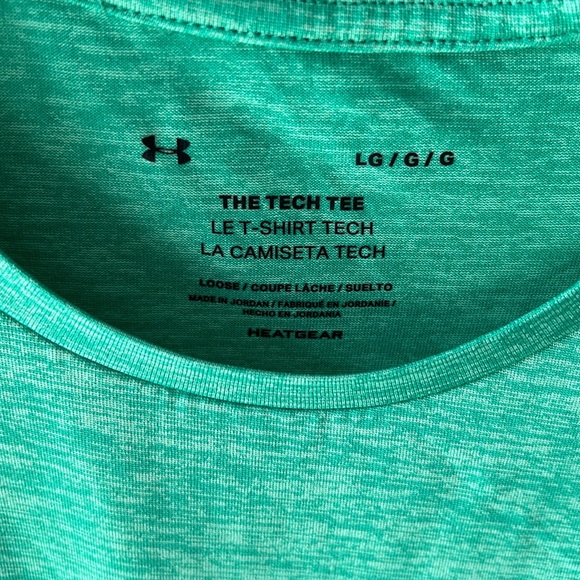 LG / G / G
THE TECH TEE
LE T-SHIRT TECH
LA CAMISETA TECH
LOOSE / COUPE LÂCHE / SUELTO
MADE IN JORDAN / FABRIQUÉ EN JORDANIE /
HECHO EN JORDANIA
HEATGEAR